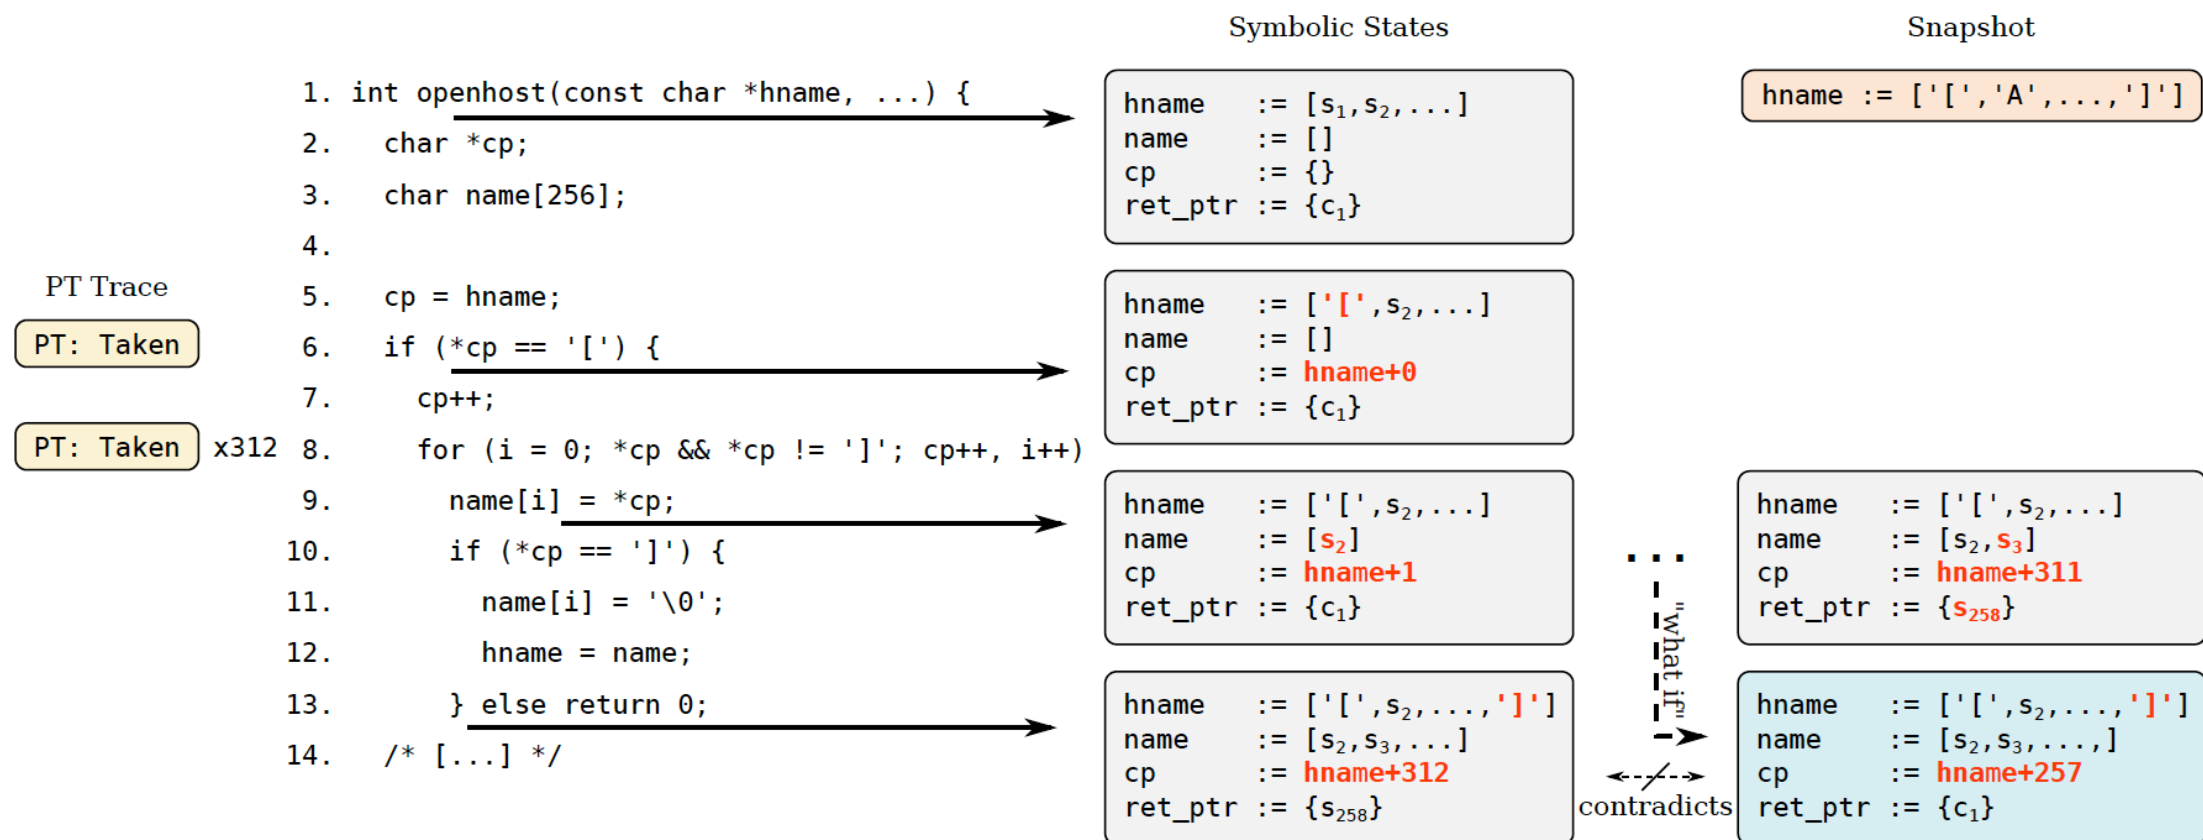 Symbolic States
Snapshot
PT Trace
PT: Taken
PT: Taken x312
1. int openhost(const char *hname, ...) {
2.   char *cp;
3.   char name[256];
4.
5.   cp = hname;
6.   if (*cp == '[') {
7.     cp++;
8.     for (i = 0; *cp && *cp != ']'; cp++, i++)
9.       name[i] = *cp;
10.       if (*cp == ']') {
11.         name[i] = '\0';
12.         hname = name;
13.       } else return 0;
14.   /* [...] */
hname := [s₁,s₂,...]
name := []
cp := {}
ret_ptr := {c₁}
hname := ['[',s₂,...]
name := []
cp := hname+0
ret_ptr := {c₁}
hname := ['[',s₂,...]
name := [s₂]
cp := hname+1
ret_ptr := {c₁}
hname := ['[',s₂,...,']']
name := [s₂,s₃,...]
cp := hname+312
ret_ptr := {s₂₅₈}
...
"what if"
contradicts
hname := ['[','A',...,']']
hname := ['[',s₂,...]
name := [s₂,s₃]
cp := hname+311
ret_ptr := {s₂₅₈}
hname := ['[',s₂,...,']']
name := [s₂,s₃,...,]
cp := hname+257
ret_ptr := {c₁}